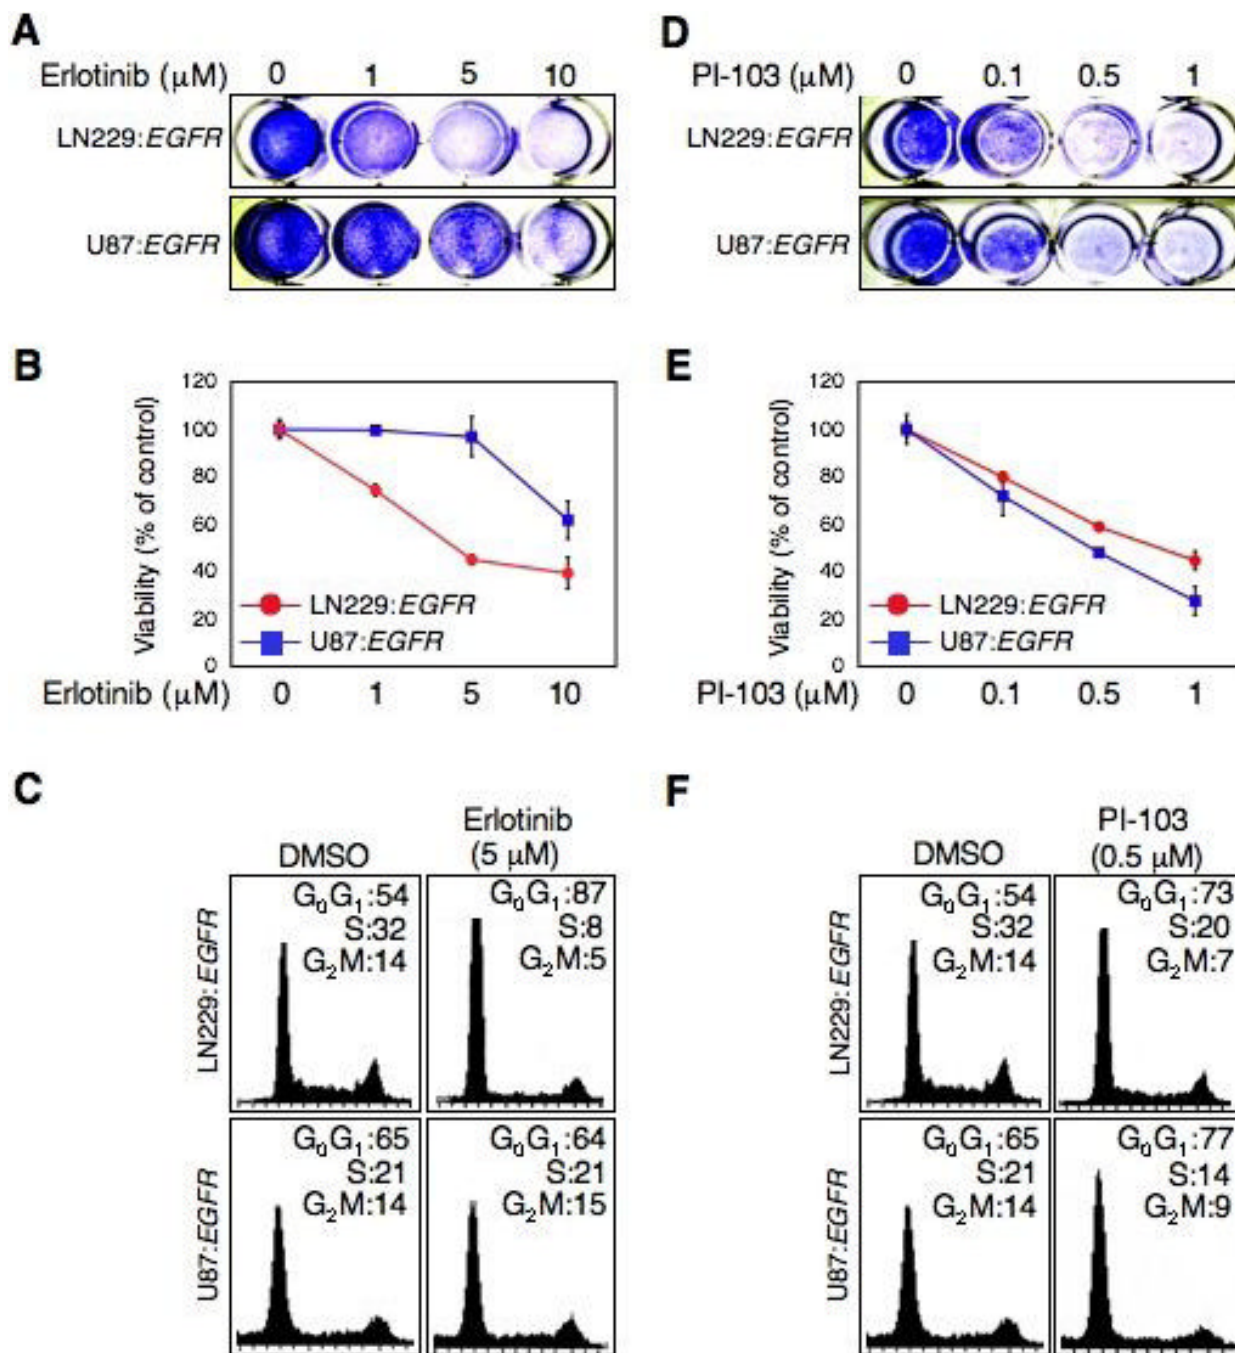 A
Erlotinib (μM) 0 1 5 10
LN229:EGFR
U87:EGFR
B
Viability (% of control)
120
100
80
60
40
20
0
LN229:EGFR
U87:EGFR
Erlotinib (μM) 0 1 5 10
C
DMSO
Erlotinib
(5 μM)
LN229:EGFR
G₀G₁:54
S:32
G₂M:14
G₀G₁:87
S:8
G₂M:5
U87:EGFR
G₀G₁:65
S:21
G₂M:14
G₀G₁:64
S:21
G₂M:15
D
PI-103 (μM) 0 0.1 0.5 1
LN229:EGFR
U87:EGFR
E
Viability (% of control)
120
100
80
60
40
20
0
LN229:EGFR
U87:EGFR
PI-103 (μM) 0 0.1 0.5 1
F
DMSO
PI-103
(0.5 μM)
LN229:EGFR
G₀G₁:54
S:32
G₂M:14
G₀G₁:73
S:20
G₂M:7
U87:EGFR
G₀G₁:65
S:21
G₂M:14
G₀G₁:77
S:14
G₂M:9